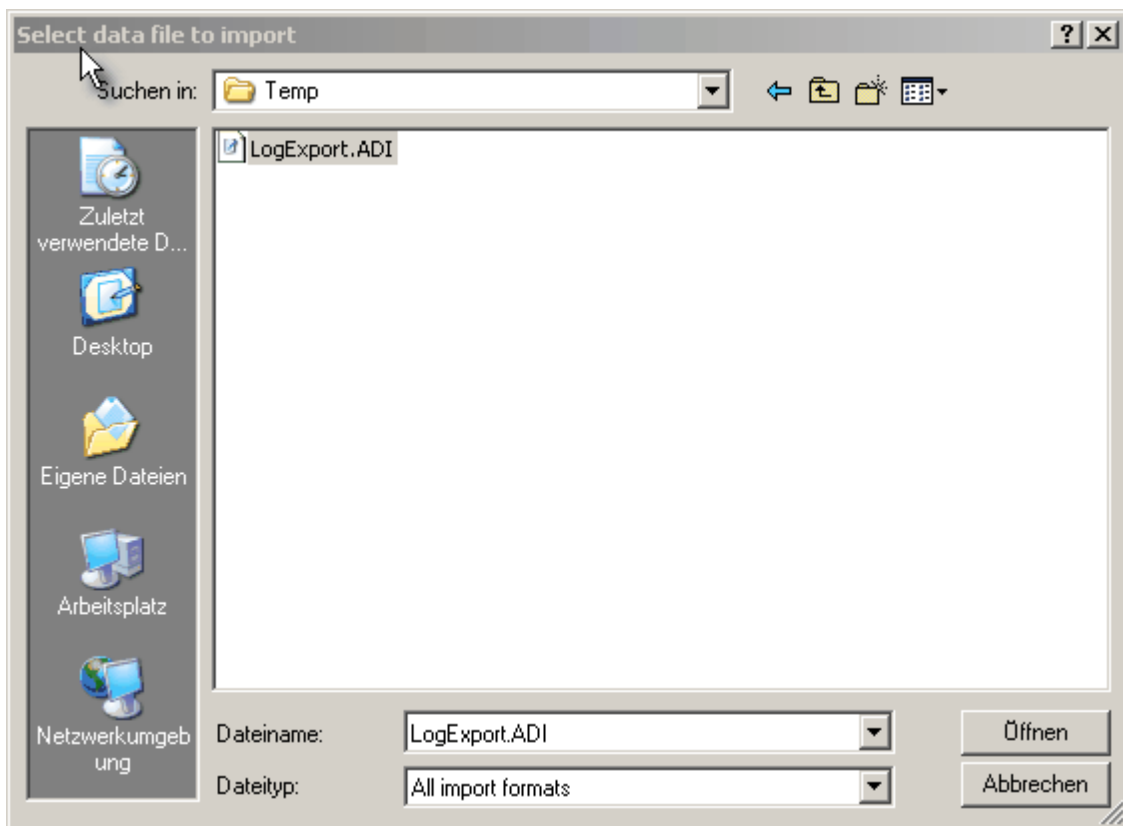 Select data file to import
Suchen in:
Temp
LogExport.ADI
Zuletzt
verwendete D...
Desktop
Eigene Dateien
Arbeitsplatz
Netzwerkumgeb
ung
Dateiname:
LogExport.ADI
Öffnen
Dateityp:
All import formats
Abbrechen